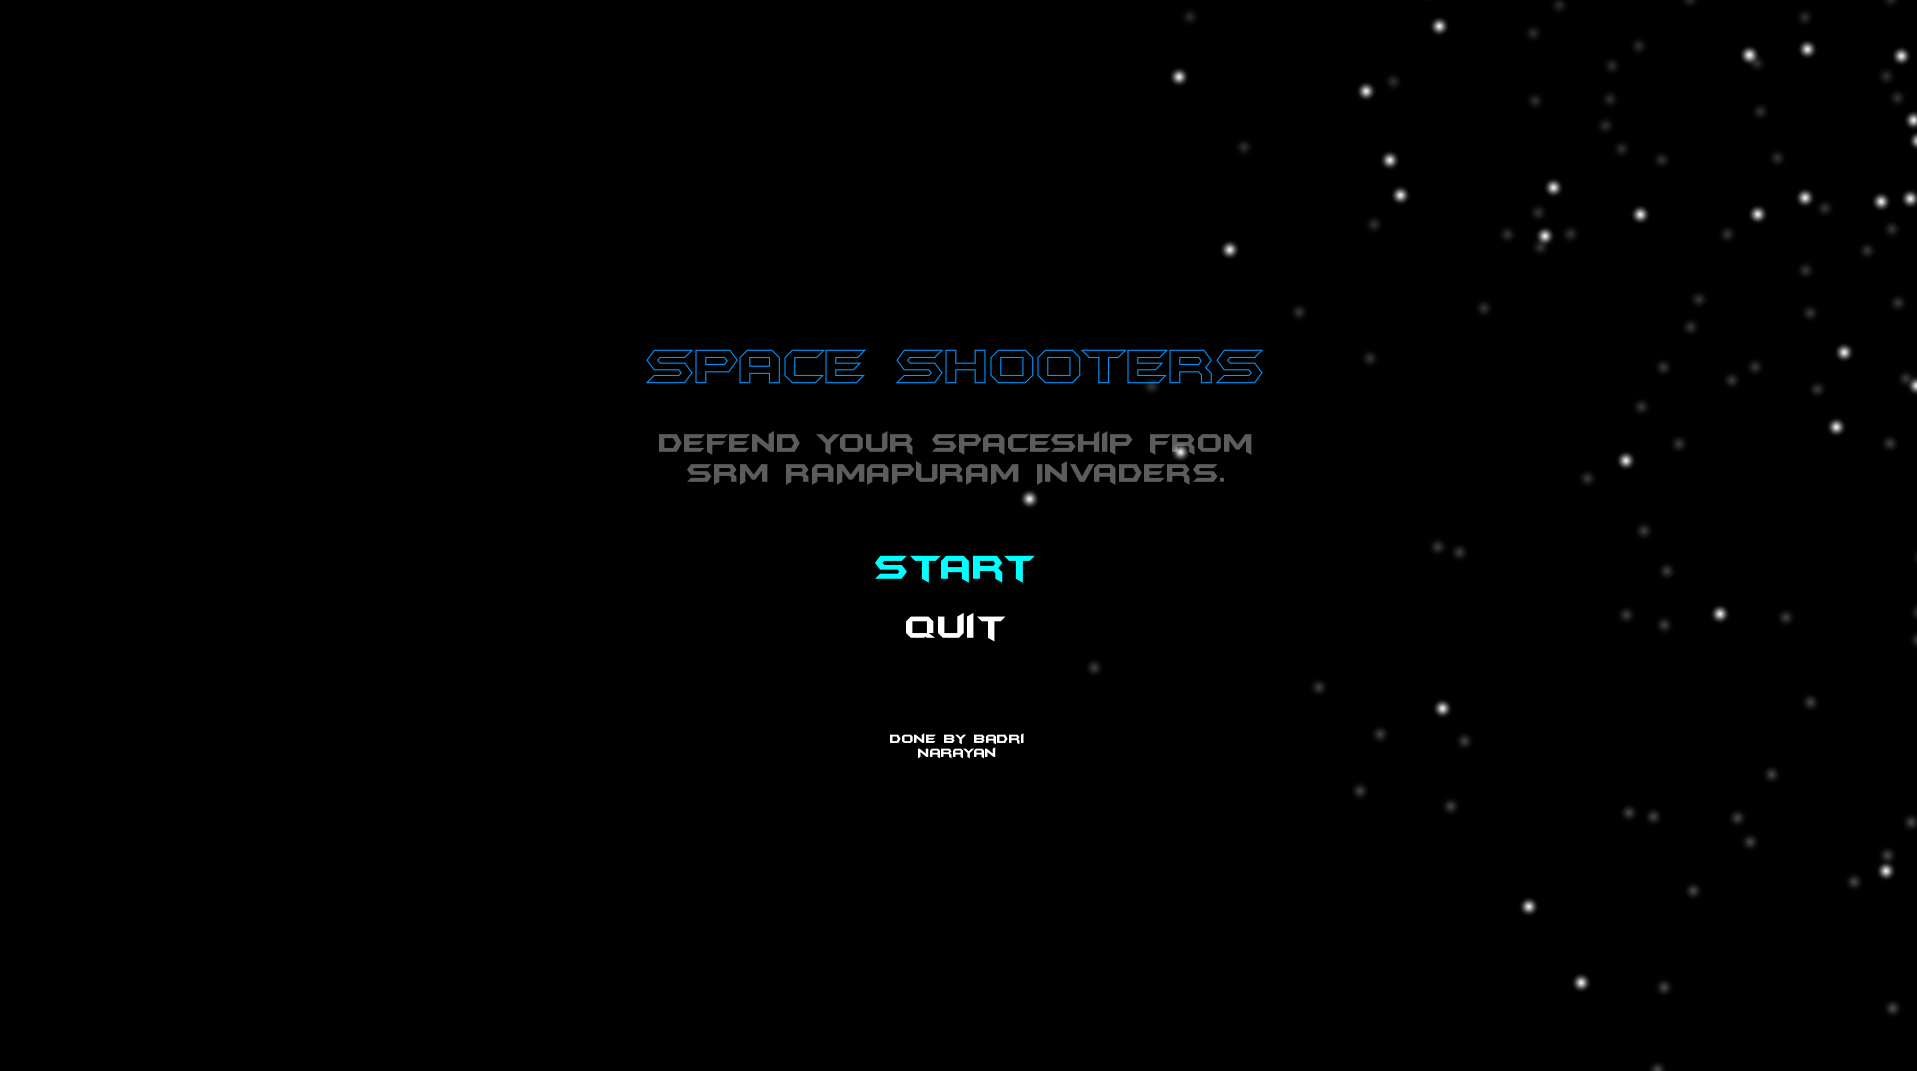 SPACE SHOOTERS
DEFEND YOUR SPACESHIP FROM
SRM RAMAPURAM INVADERS.
START
QUIT
DONE BY BADRI
NARAYAN